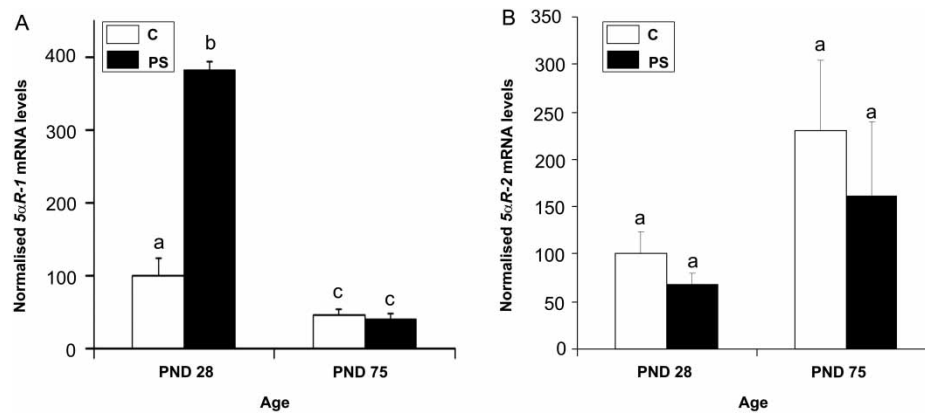 A
C
PS
Normalised 5αR-1 mRNA levels
400
300
200
100
0
a
b
c
c
PND 28
PND 75
Age
B
C
PS
Normalised 5αR-2 mRNA levels
350
300
250
200
150
100
50
0
a
a
a
a
PND 28
PND 75
Age